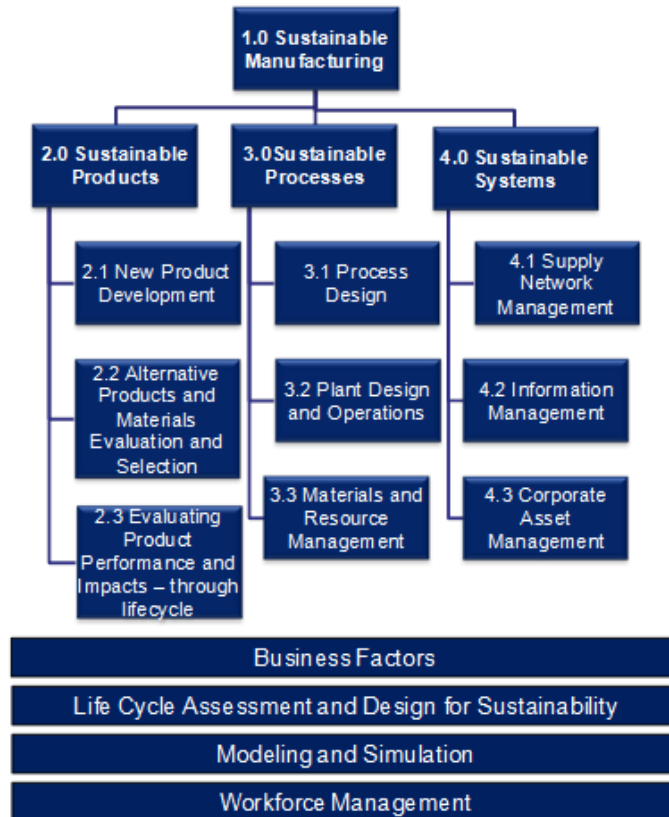 1.0 Sustainable
Manufacturing
2.0 Sustainable
Products
3.0Sustainable
Processes
4.0 Sustainable
Systems
2.1 New Product
Development
3.1 Process
Design
4.1 Supply
Network
Management
2.2 Alternative
Products and
Materials
Evaluation and
Selection
3.2 Plant Design
and Operations
4.2 Information
Management
2.3 Evaluating
Product
Performance and
Impacts – through
lifecycle
3.3 Materials and
Resource
Management
4.3 Corporate
Asset
Management
Business Factors
Life Cycle Assessment and Design for Sustainability
Modeling and Simulation
Workforce Management